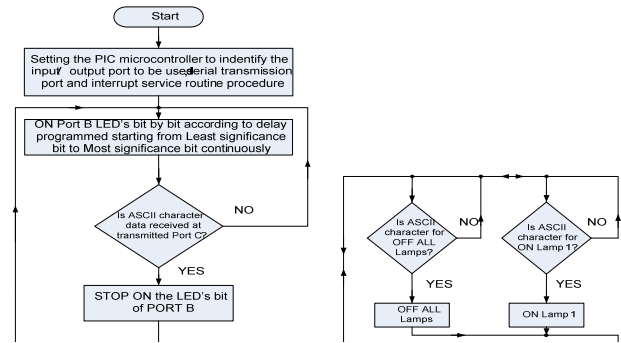 Start
Setting the PIC microcontroller to indentify the
input/ output port to be used serial transmission
port and interrupt service routine procedure
ON Port B LED's bit by bit according to delay
programmed starting from Least significance
bit to Most significance bit continuously
Is ASCII character
data received at
transmitted Port C?
NO
YES
STOP ON the LED's bit
of PORT B
Is ASCII
character for
OFF ALL
Lamps?
NO
YES
OFF ALL
Lamps
Is ASCII
character for
ON Lamp 1?
NO
YES
ON Lamp 1